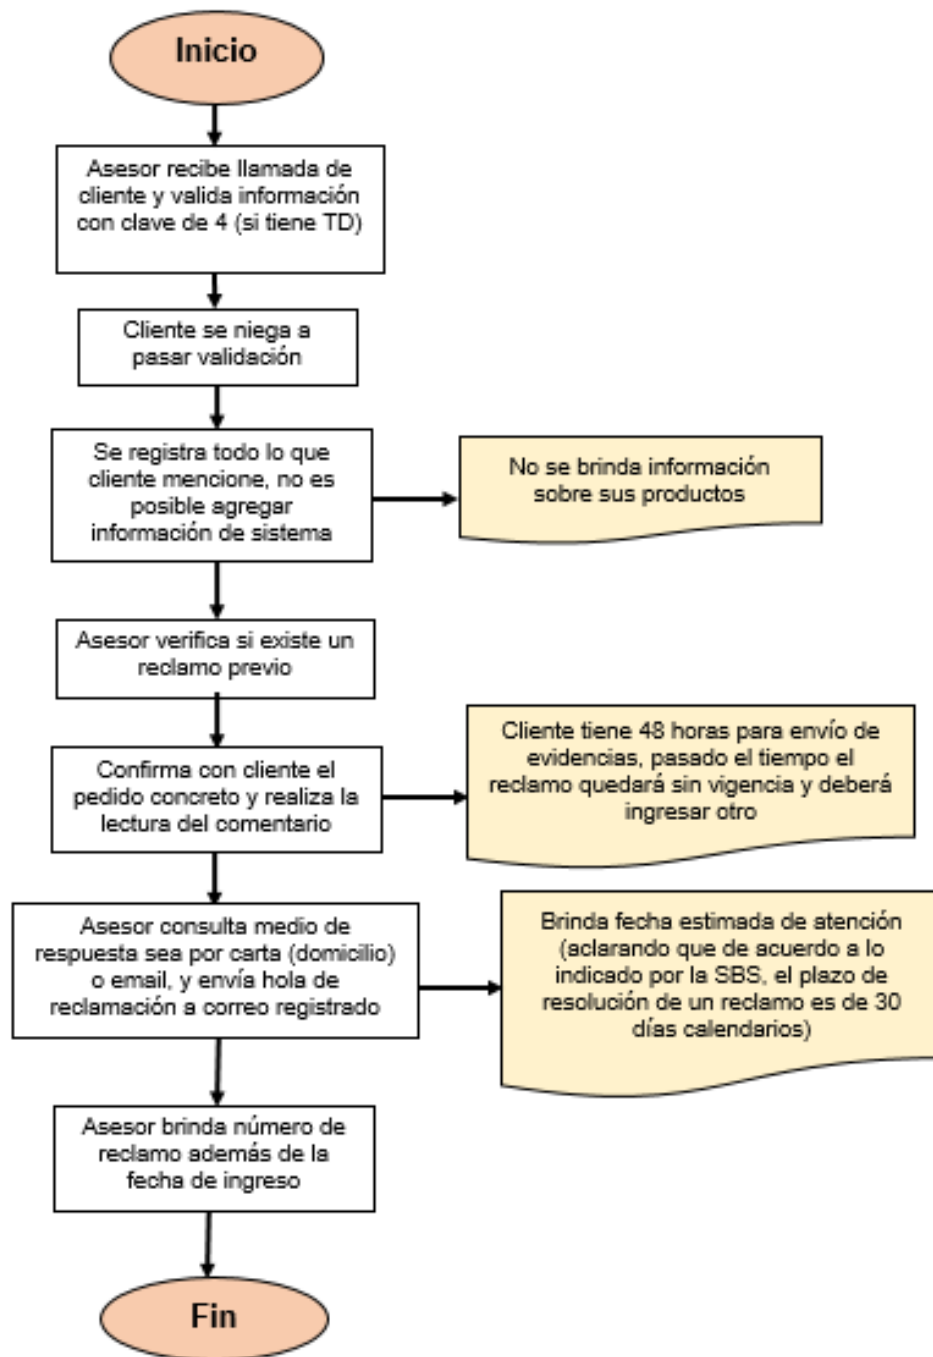 Inicio
Asesor recibe llamada de
cliente y valida información
con clave de 4 (si tiene TD)
Cliente se niega a
pasar validación
Se registra todo lo que
cliente mencione, no es
posible agregar
información de sistema
No se brinda información
sobre sus productos
Asesor verifica si existe un
reclamo previo
Confirma con cliente el
pedido concreto y realiza la
lectura del comentario
Cliente tiene 48 horas para envío de
evidencias, pasado el tiempo el
reclamo quedará sin vigencia y deberá
ingresar otro
Asesor consulta medio de
respuesta sea por carta (domicilio)
o email, y envía hola de
reclamación a correo registrado
Brinda fecha estimada de atención
(aclarando que de acuerdo a lo
indicado por la SBS, el plazo de
resolución de un reclamo es de 30
días calendarios)
Asesor brinda número de
reclamo además de la
fecha de ingreso
Fin